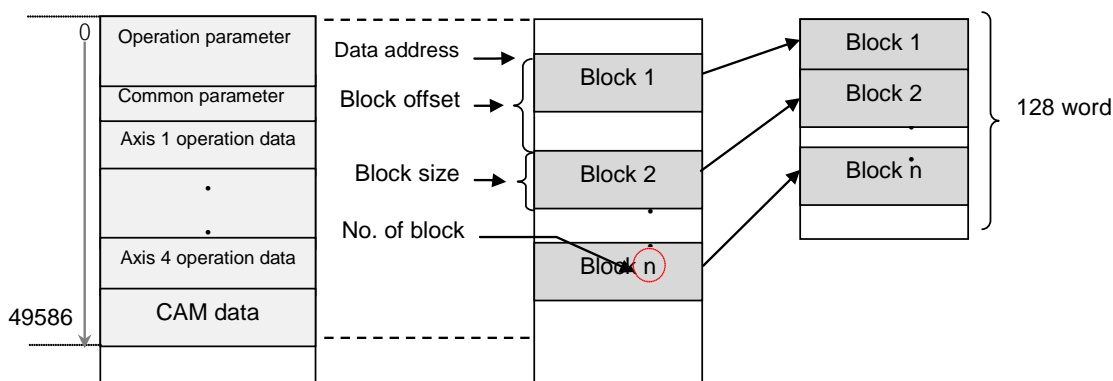 0
Operation parameter
Common parameter
Axis 1 operation data
Axis 4 operation data
CAM data
49586
Data address
Block offset
Block size
No. of block
Block 1
Block 2
Block n
Block 1
Block 2
Block n
128 word